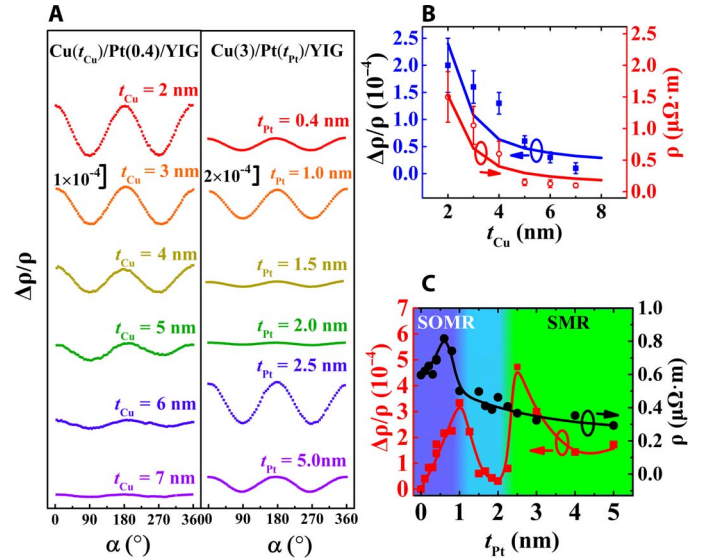 A
Cu(tCu)/Pt(0.4)/YIG
Cu(3)/Pt(tPt)/YIG
Δρ/ρ
tCu = 2 nm
1×10⁻⁴
tCu = 3 nm
tCu = 4 nm
tCu = 5 nm
tCu = 6 nm
tCu = 7 nm
tPt = 0.4 nm
2×10⁻⁴
tPt = 1.0 nm
tPt = 1.5 nm
tPt = 2.0 nm
tPt = 2.5 nm
tPt = 5.0nm
0 90 180 270 360
0 90 180 270 360
α (°)
α (°)
B
Δρ/ρ (10⁻⁴)
2.5
2.0
1.5
1.0
0.5
0.0
2.5
2.0
1.5
1.0
0.5
0.0
ρ (μΩ·m)
2 4 6 8
tCu (nm)
C
SOMR
SMR
Δρ/ρ (10⁻⁴)
7
6
5
4
3
2
1
0
1.0
0.8
0.6
0.4
0.2
0.0
ρ (μΩ·m)
0 1 2 3 4 5
tPt (nm)